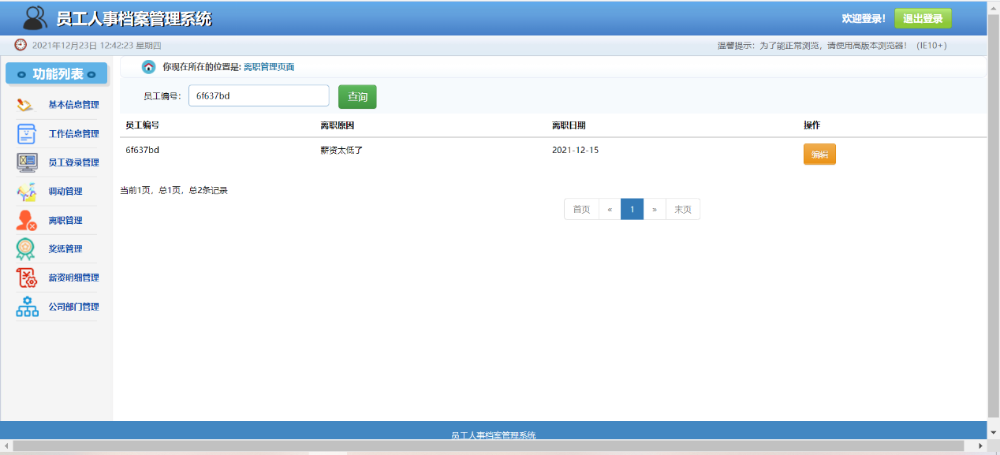 员工人事档案管理系统
欢迎登录! 退出登录
2021年12月23日 12:42:23 星期四
温馨提示：为了能正常浏览，请使用高版本浏览器！ (IE10+)
功能列表
基本信息管理
工作信息管理
员工登录管理
调动管理
离职管理
奖惩管理
薪资明细管理
公司部门管理
你现在所在的位置是: 离职管理页面
员工编号： 6f637bd 查询
员工编号 离职原因 离职日期 操作
6f637bd 薪资太低了 2021-12-15 编辑
当前1页，总1页，总2条记录
首页 « 1 » 末页
员工人事档案管理系统